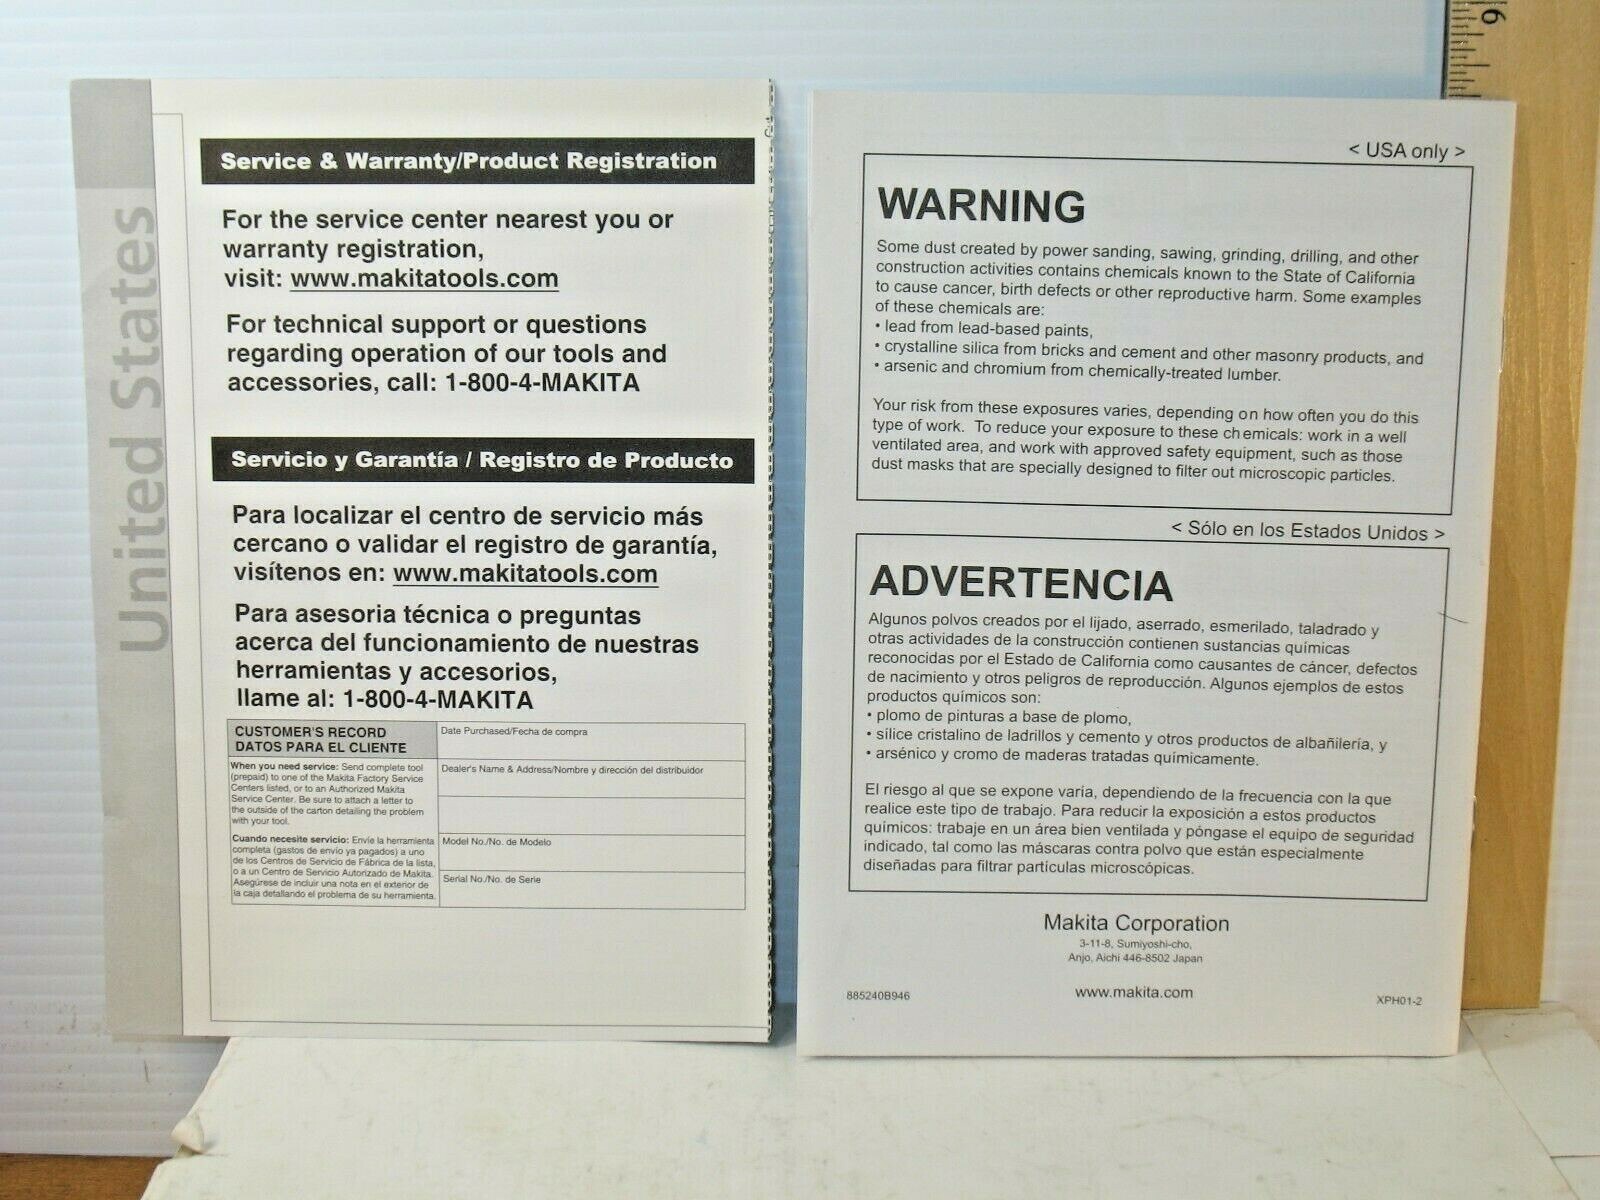 United States
Service & Warranty/Product Registration
For the service center nearest you or
warranty registration,
visit: www.makitatools.com
For technical support or questions
regarding operation of our tools and
accessories, call: 1-800-4-MAKITA
Servicio y Garantía / Registro de Producto
Para localizar el centro de servicio más
cercano o validar el registro de garantía,
visítenos en: www.makitatools.com
Para asesoria técnica o preguntas
acerca del funcionamiento de nuestras
herramientas y accesorios,
llame al: 1-800-4-MAKITA
CUSTOMER'S RECORD
DATOS PARA EL CLIENTE
When you need service: Send complete tool
(prepaid) to one of the Makita Factory Service
Centers listed, or to an Authorized Makita
Service Center. Be sure to attach a letter to
the outside of the carton detailing the problem
with your tool.
Cuando necesite servicio: Envíe la herramienta
completa (gastos de envío ya pagados) a uno
de los Centros de Servicio de Fábrica de la lista,
o a un Centro de Servicio Autorizado de Makita.
Asegúrese de incluir una nota en el exterior de
la caja detallando el problema de su herramienta.
Date Purchased/Fecha de compra
Dealer's Name & Address/Nombre y dirección del distribuidor
Model No./No. de Modelo
Serial No./No. de Serie
< USA only >
WARNING
Some dust created by power sanding, sawing, grinding, drilling, and other
construction activities contains chemicals known to the State of California
to cause cancer, birth defects or other reproductive harm. Some examples
of these chemicals are:
• lead from lead-based paints,
• crystalline silica from bricks and cement and other masonry products, and
• arsenic and chromium from chemically-treated lumber.
Your risk from these exposures varies, depending on how often you do this
type of work. To reduce your exposure to these chemicals: work in a well
ventilated area, and work with approved safety equipment, such as those
dust masks that are specially designed to filter out microscopic particles.
< Sólo en los Estados Unidos >
ADVERTENCIA
Algunos polvos creados por el lijado, aserrado, esmerilado, taladrado y
otras actividades de la construcción contienen sustancias químicas
reconocidas por el Estado de California como causantes de cáncer, defectos
de nacimiento y otros peligros de reproducción. Algunos ejemplos de estos
productos químicos son:
• plomo de pinturas a base de plomo,
• sílice cristalino de ladrillos y cemento y otros productos de albañilería, y
• arsénico y cromo de maderas tratadas químicamente.
El riesgo al que se expone varía, dependiendo de la frecuencia con la que
realice este tipo de trabajo. Para reducir la exposición a estos productos
químicos: trabaje en un área bien ventilada y póngase el equipo de seguridad
indicado, tal como las máscaras contra polvo que están especialmente
diseñadas para filtrar partículas microscópicas.
Makita Corporation
3-11-8, Sumiyoshi-cho,
Anjo, Aichi 446-8502 Japan
www.makita.com
885240B946
XPH01-2
6